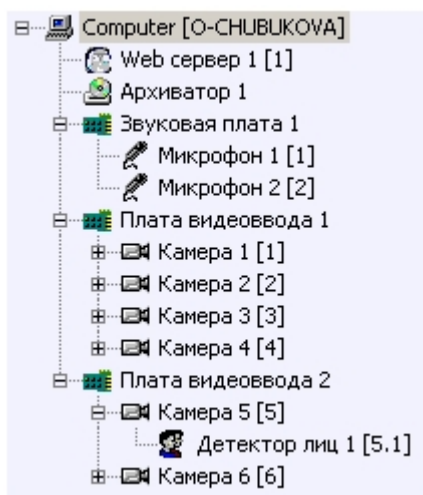 Computer [O-CHUBUKOVA]
Web сервер 1 [1]
Архиватор 1
Звуковая плата 1
Микрофон 1 [1]
Микрофон 2 [2]
Плата видеоввода 1
Камера 1 [1]
Камера 2 [2]
Камера 3 [3]
Камера 4 [4]
Плата видеоввода 2
Камера 5 [5]
Детектор лиц 1 [5.1]
Камера 6 [6]